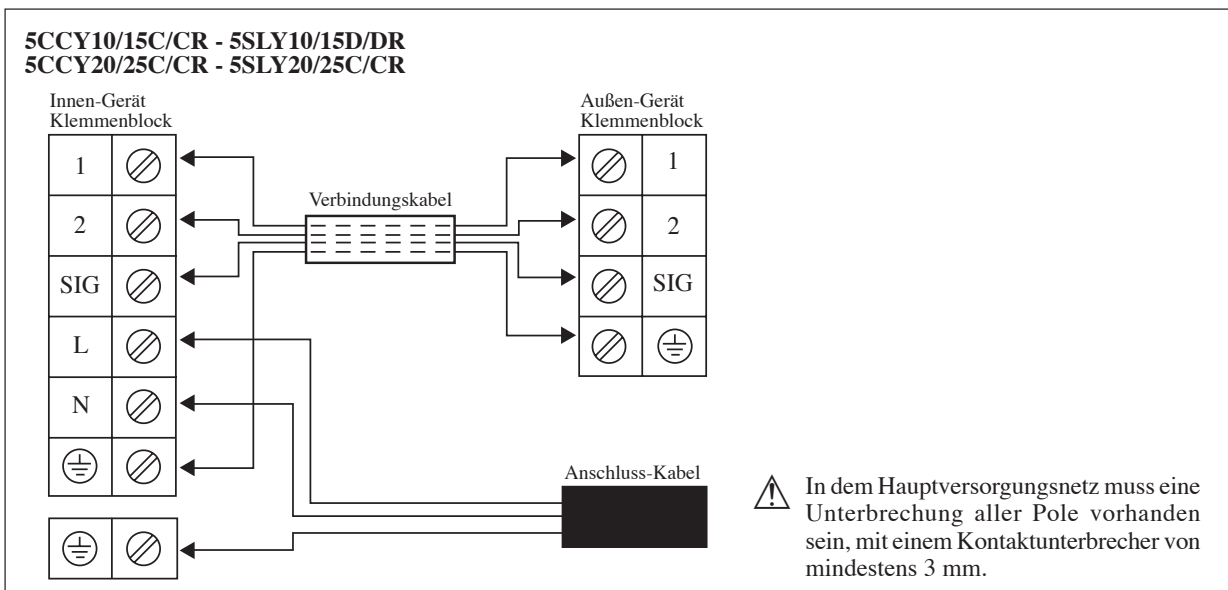 5CCY10/15C/CR - 5SLY10/15D/DR
5CCY20/25C/CR - 5SLY20/25C/CR
Innen-Gerät
Klemmenblock
Außen-Gerät
Klemmenblock
1
2
SIG
L
N
Verbindungskabel
1
2
SIG
Anschluss-Kabel
In dem Hauptversorgungsnetz muss eine
Unterbrechung aller Pole vorhanden
sein, mit einem Kontaktunterbrecher von
mindestens 3 mm.